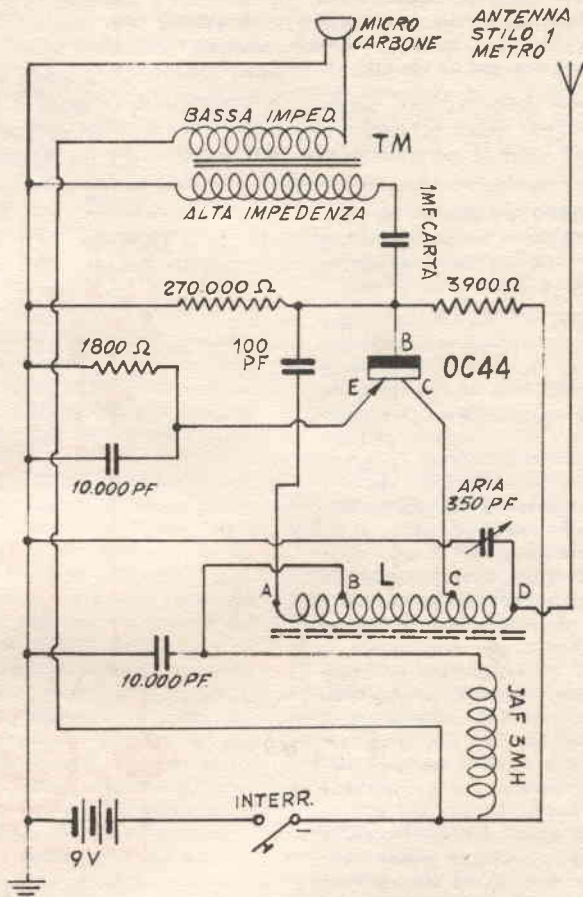 MICRO
CARBONE
ANTENNA
STILO 1
METRO
BASSA IMPED.
TM
ALTA IMPEDENZA
1MF CARTA
270.000 Ω
3900 Ω
1800 Ω
100
PF
B
E
C
OC44
10.000 PF
ARIA
350 PF
A
B
L
C
D
10.000 PF.
JAF 3MH
INTERR.
9V